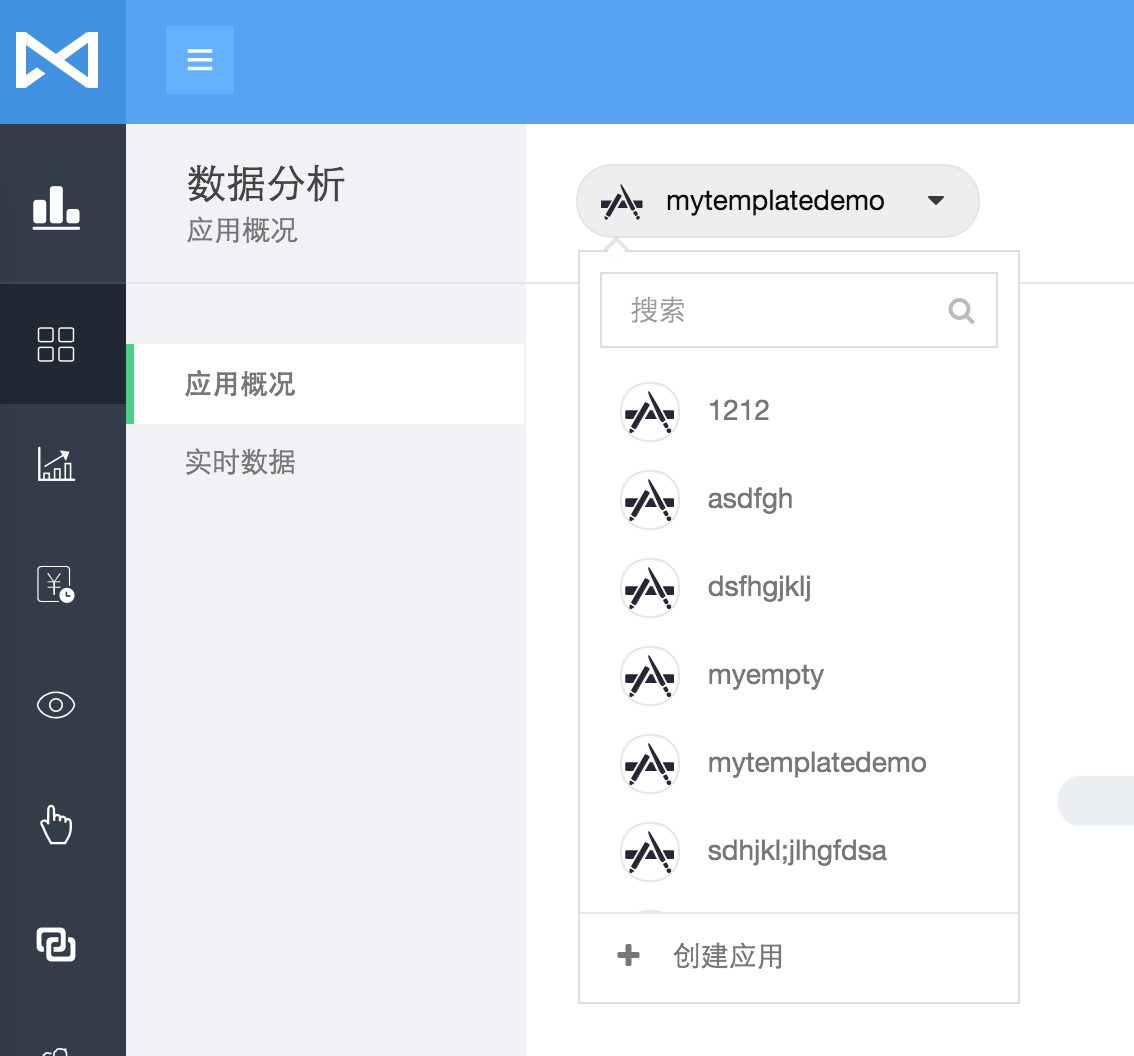 数据分析
应用概况
应用概况
实时数据
mytemplatedemo
搜索
1212
asdfgh
dsfhgjklj
myempty
mytemplatedemo
sdhjkl;jlhgfdsa
创建应用